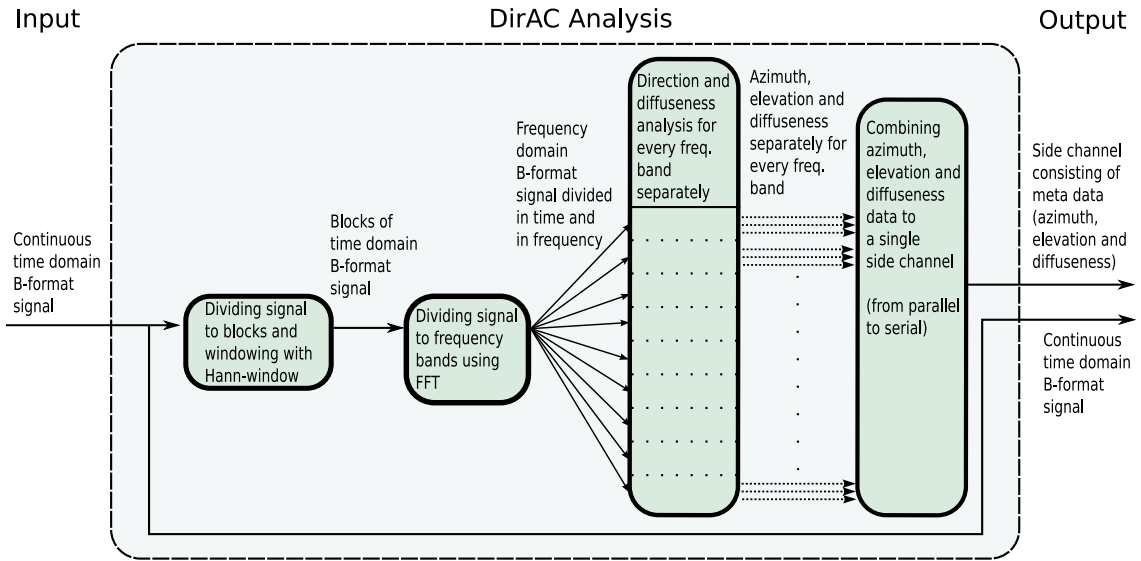 Input
DirAC Analysis
Output
Continuous
time domain
B-format
signal
Dividing signal
to blocks and
windowing with
Hann-window
Blocks of
time domain
B-format
signal
Dividing signal
to frequency
bands using
FFT
Frequency
domain
B-format
signal divided
in time and
in frequency
Direction and
diffuseness
analysis for
every freq.
band
separately
Azimuth,
elevation and
diffuseness
separately for
every freq.
band
Combining
azimuth,
elevation and
diffuseness
data to
a single
side channel
(from parallel
to serial)
Side channel
consisting of
meta data
(azimuth,
elevation and
diffuseness)
Continuous
time domain
B-format
signal